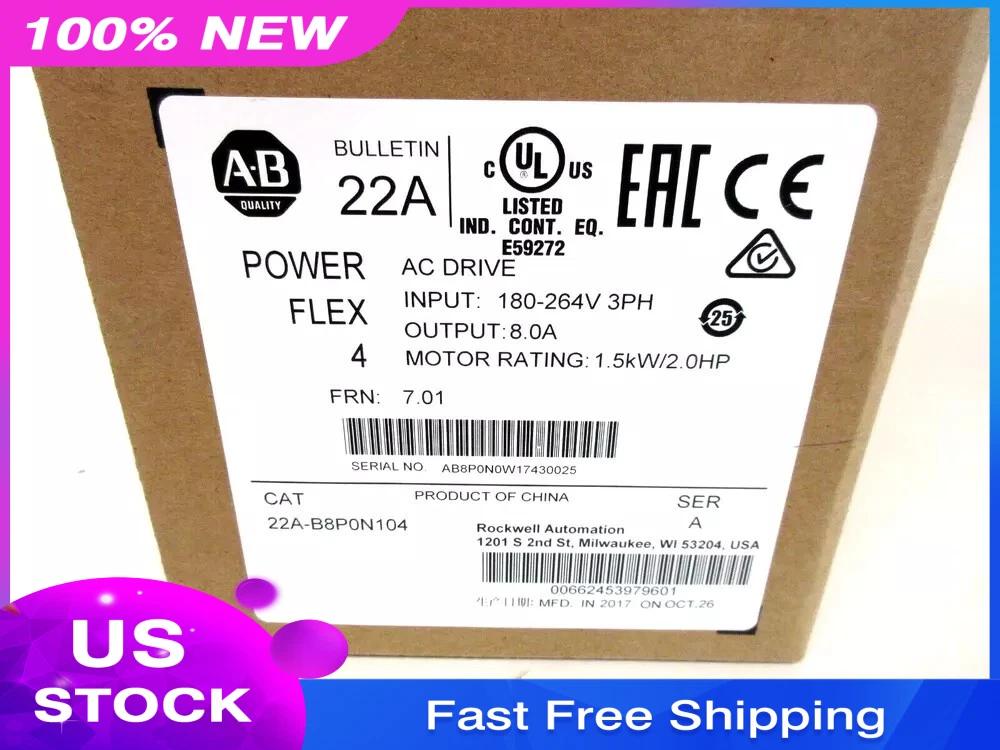 100% NEW
A·B
QUALITY
BULLETIN
22A
C UL US
LISTED
IND. CONT. EQ.
E59272
EAC CE
POWER
FLEX
4
AC DRIVE
INPUT: 180-264V 3PH
OUTPUT:8.0A
MOTOR RATING: 1.5kW/2.0HP
25
FRN: 7.01
SERIAL NO. AB8P0N0W17430025
CAT
22A-B8P0N104
PRODUCT OF CHINA
SER
A
Rockwell Automation
1201 S 2nd St, Milwaukee, WI 53204, USA
00662453979601
生产日期: MFD. IN 2017 ON OCT.26
US
STOCK
Fast Free Shipping